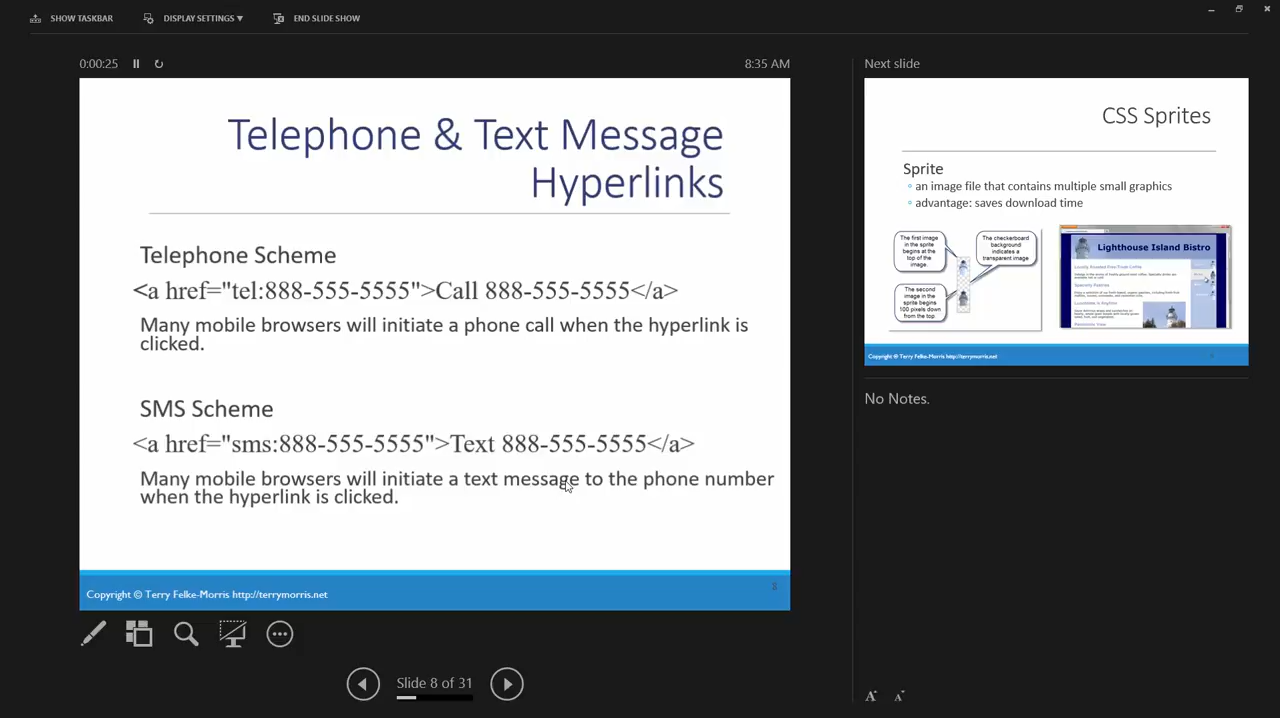 SHOW TASKBAR
DISPLAY SETTINGS ▼
END SLIDE SHOW
0:00:25
8:35 AM
Telephone & Text Message
Hyperlinks
Telephone Scheme
<a href="tel:888-555-5555">Call 888-555-5555</a>
Many mobile browsers will initiate a phone call when the hyperlink is
clicked.
SMS Scheme
<a href="sms:888-555-5555">Text 888-555-5555</a>
Many mobile browsers will initiate a text message to the phone number
when the hyperlink is clicked.
Copyright © Terry Felke-Morris http://terrymorris.net
8
Slide 8 of 31
Next slide
CSS Sprites
Sprite
an image file that contains multiple small graphics
advantage: saves download time
The first image
in the sprite
begins at the
top of the
image.
The checkerboard
background
indicates a
transparent image
The second
image in the
sprite begins
100 pixels down
from the top
Lighthouse Island Bistro
Copyright © Terry Felke-Morris http://terrymorris.net
No Notes.
A
A